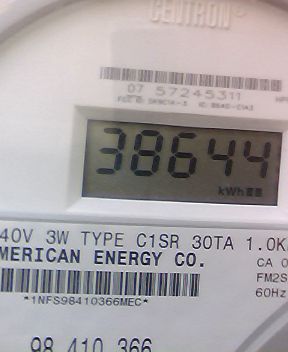 CENTRON®
07 57245311
38644
kWh
40V 3W TYPE C1SR 30TA 1.0K
MERICAN ENERGY CO.
CA 0
FM2S
*1NFS98410366MEC*
60Hz
98 410 366